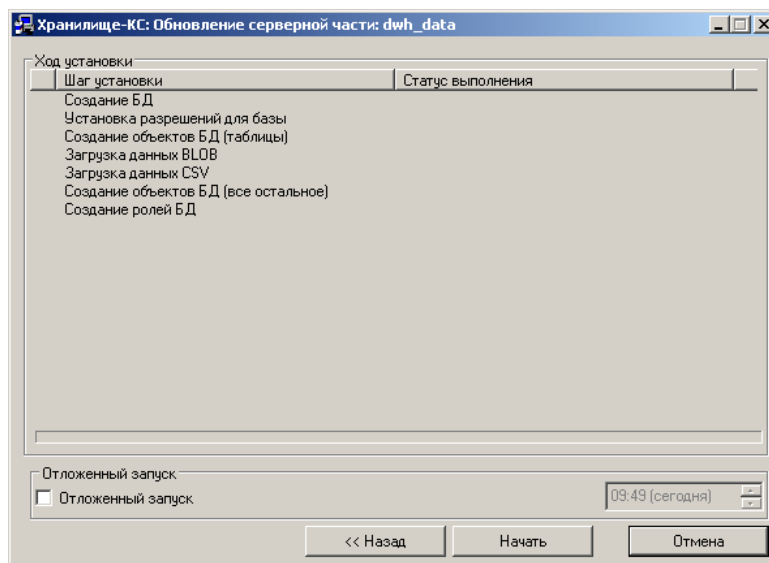 Хранилище-КС: Обновление серверной части: dwh_data
Ход установки
Шаг установки Статус выполнения
Создание БД
Установка разрешений для базы
Создание объектов БД (таблицы)
Загрузка данных BLOB
Загрузка данных CSV
Создание объектов БД (все остальное)
Создание ролей БД
Отложенный запуск
Отложенный запуск 09:49 (сегодня)
<< Назад Начать Отмена